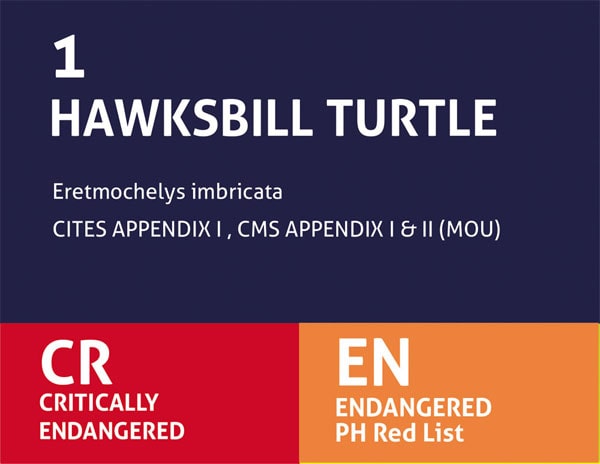 1
HAWKSBILL TURTLE
Eretmochelys imbricata
CITES APPENDIX I , CMS APPENDIX I & II (MOU)
CR
CRITICALLY
ENDANGERED
EN
ENDANGERED
PH Red List